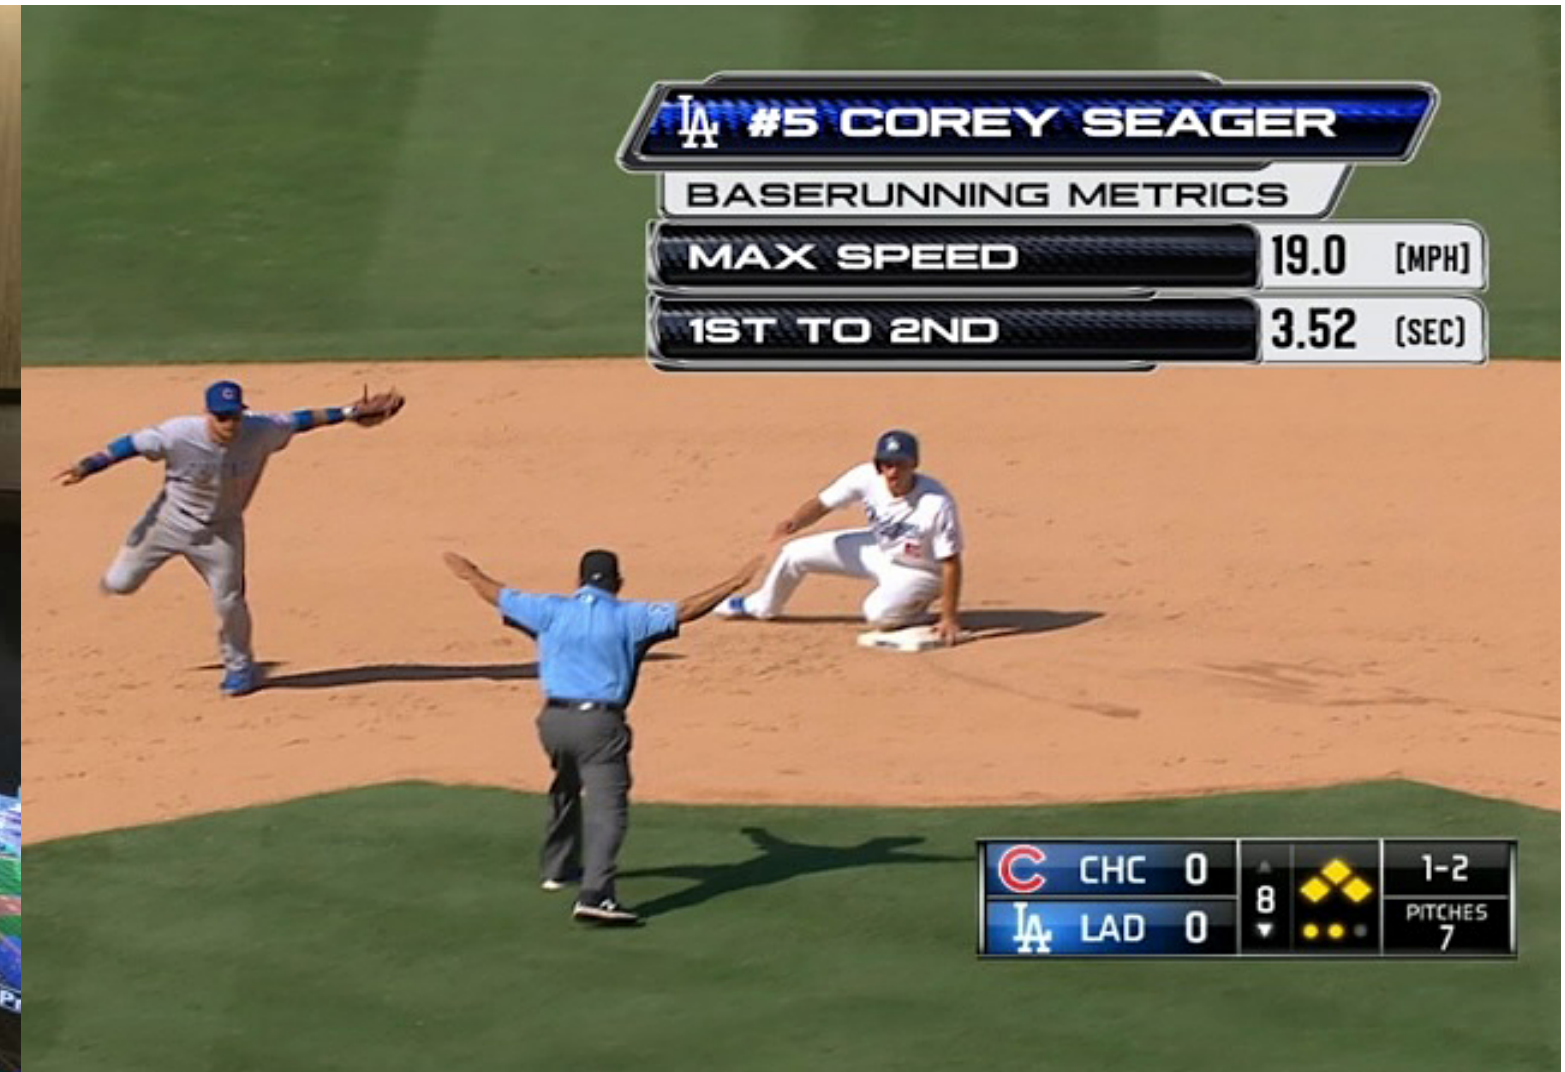 LA #5 COREY SEAGER
BASERUNNING METRICS
MAX SPEED 19.0 [MPH]
1ST TO 2ND 3.52 [SEC]
C CHC 0
LA LAD 0
8
1-2
PITCHES
7